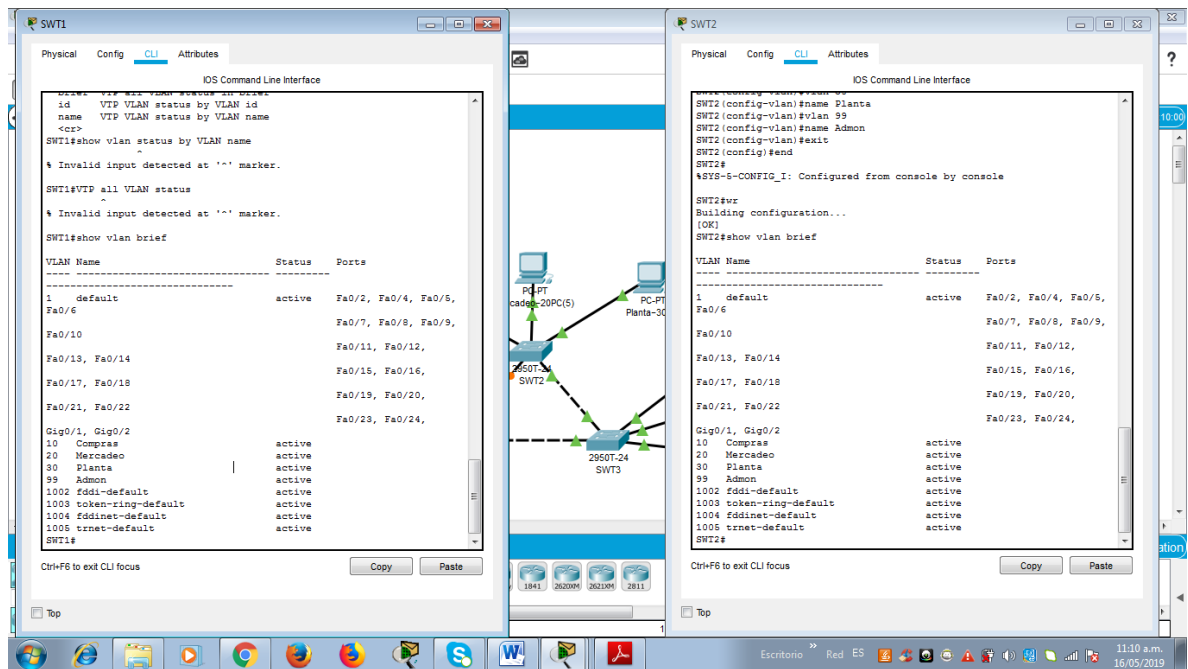 SWT1
Physical Config CLI Attributes
IOS Command Line Interface
brief VTP all VLAN status in brief
id VTP VLAN status by VLAN id
name VTP VLAN status by VLAN name
<cr>
SWT1#show vlan status by VLAN name
^
% Invalid input detected at '^' marker.
SWT1#VTP all VLAN status
^
% Invalid input detected at '^' marker.
SWT1#show vlan brief
VLAN Name Status Ports
---- -------------------------------- ---------
-------------------------------
1 default active Fa0/2, Fa0/4, Fa0/5,
Fa0/6
Fa0/7, Fa0/8, Fa0/9,
Fa0/10
Fa0/11, Fa0/12,
Fa0/13, Fa0/14
Fa0/15, Fa0/16,
Fa0/17, Fa0/18
Fa0/19, Fa0/20,
Fa0/21, Fa0/22
Fa0/23, Fa0/24,
Gig0/1, Gig0/2
10 Compras active
20 Mercadeo active
30 Planta active
99 Admon active
1002 fddi-default active
1003 token-ring-default active
1004 fddinet-default active
1005 trnet-default active
SWT1#
Ctrl+F6 to exit CLI focus
Copy Paste
Top
PC-PT
cadeo-20PC(5)
PC-PT
Planta-30
2950T-24
SWT2
2950T-24
SWT3
1841 2620XM 2621XM 2811
SWT2
Physical Config CLI Attributes
IOS Command Line Interface
SWT2(config-vlan)#name Planta
SWT2(config-vlan)#vlan 99
SWT2(config-vlan)#name Admon
SWT2(config-vlan)#exit
SWT2(config)#end
SWT2#
%SYS-5-CONFIG_I: Configured from console by console
SWT2#wr
Building configuration...
[OK]
SWT2#show vlan brief
VLAN Name Status Ports
---- -------------------------------- ---------
-------------------------------
1 default active Fa0/2, Fa0/4, Fa0/5,
Fa0/6
Fa0/7, Fa0/8, Fa0/9,
Fa0/10
Fa0/11, Fa0/12,
Fa0/13, Fa0/14
Fa0/15, Fa0/16,
Fa0/17, Fa0/18
Fa0/19, Fa0/20,
Fa0/21, Fa0/22
Fa0/23, Fa0/24,
Gig0/1, Gig0/2
10 Compras active
20 Mercadeo active
30 Planta active
99 Admon active
1002 fddi-default active
1003 token-ring-default active
1004 fddinet-default active
1005 trnet-default active
SWT2#
Ctrl+F6 to exit CLI focus
Copy Paste
Top
?
10:00
ation
Escritorio » Red ES
11:10 a.m.
16/05/2019